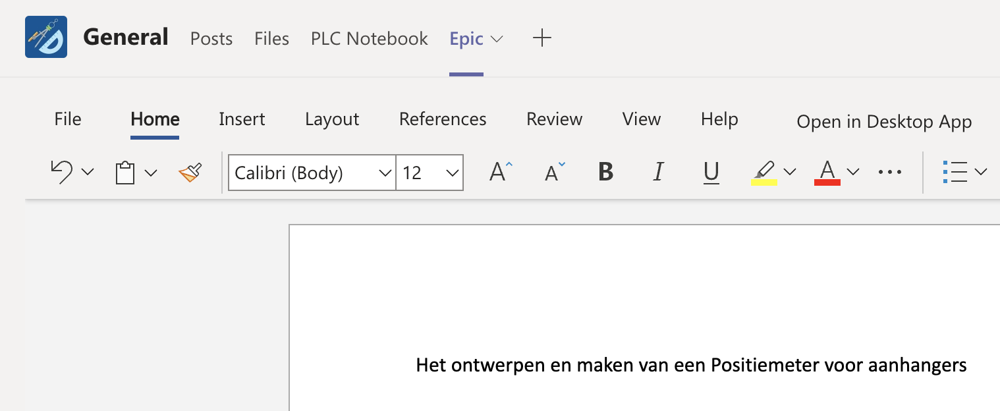 General Posts Files PLC Notebook Epic
File Home Insert Layout References Review View Help Open in Desktop App
Calibri (Body) 12 A A B I U A
Het ontwerpen en maken van een Positiemeter voor aanhangers